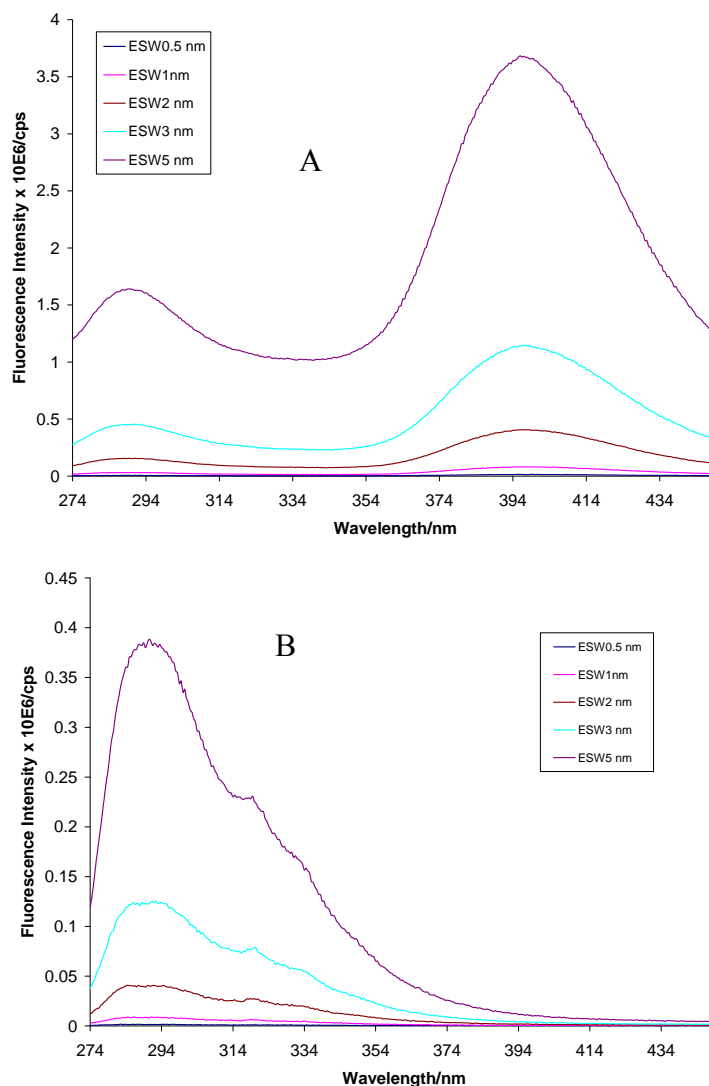 ESW0.5 nm
ESW1nm
ESW2 nm
ESW3 nm
ESW5 nm
A
Fluorescence Intensity x 10E6/cps
4
3.5
3
2.5
2
1.5
1
0.5
0
274 294 314 334 354 374 394 414 434
Wavelength/nm
B
ESW0.5 nm
ESW1nm
ESW2 nm
ESW3 nm
ESW5 nm
Fluorescence Intensity x 10E6/cps
0.45
0.4
0.35
0.3
0.25
0.2
0.15
0.1
0.05
0
274 294 314 334 354 374 394 414 434
Wavelength/nm